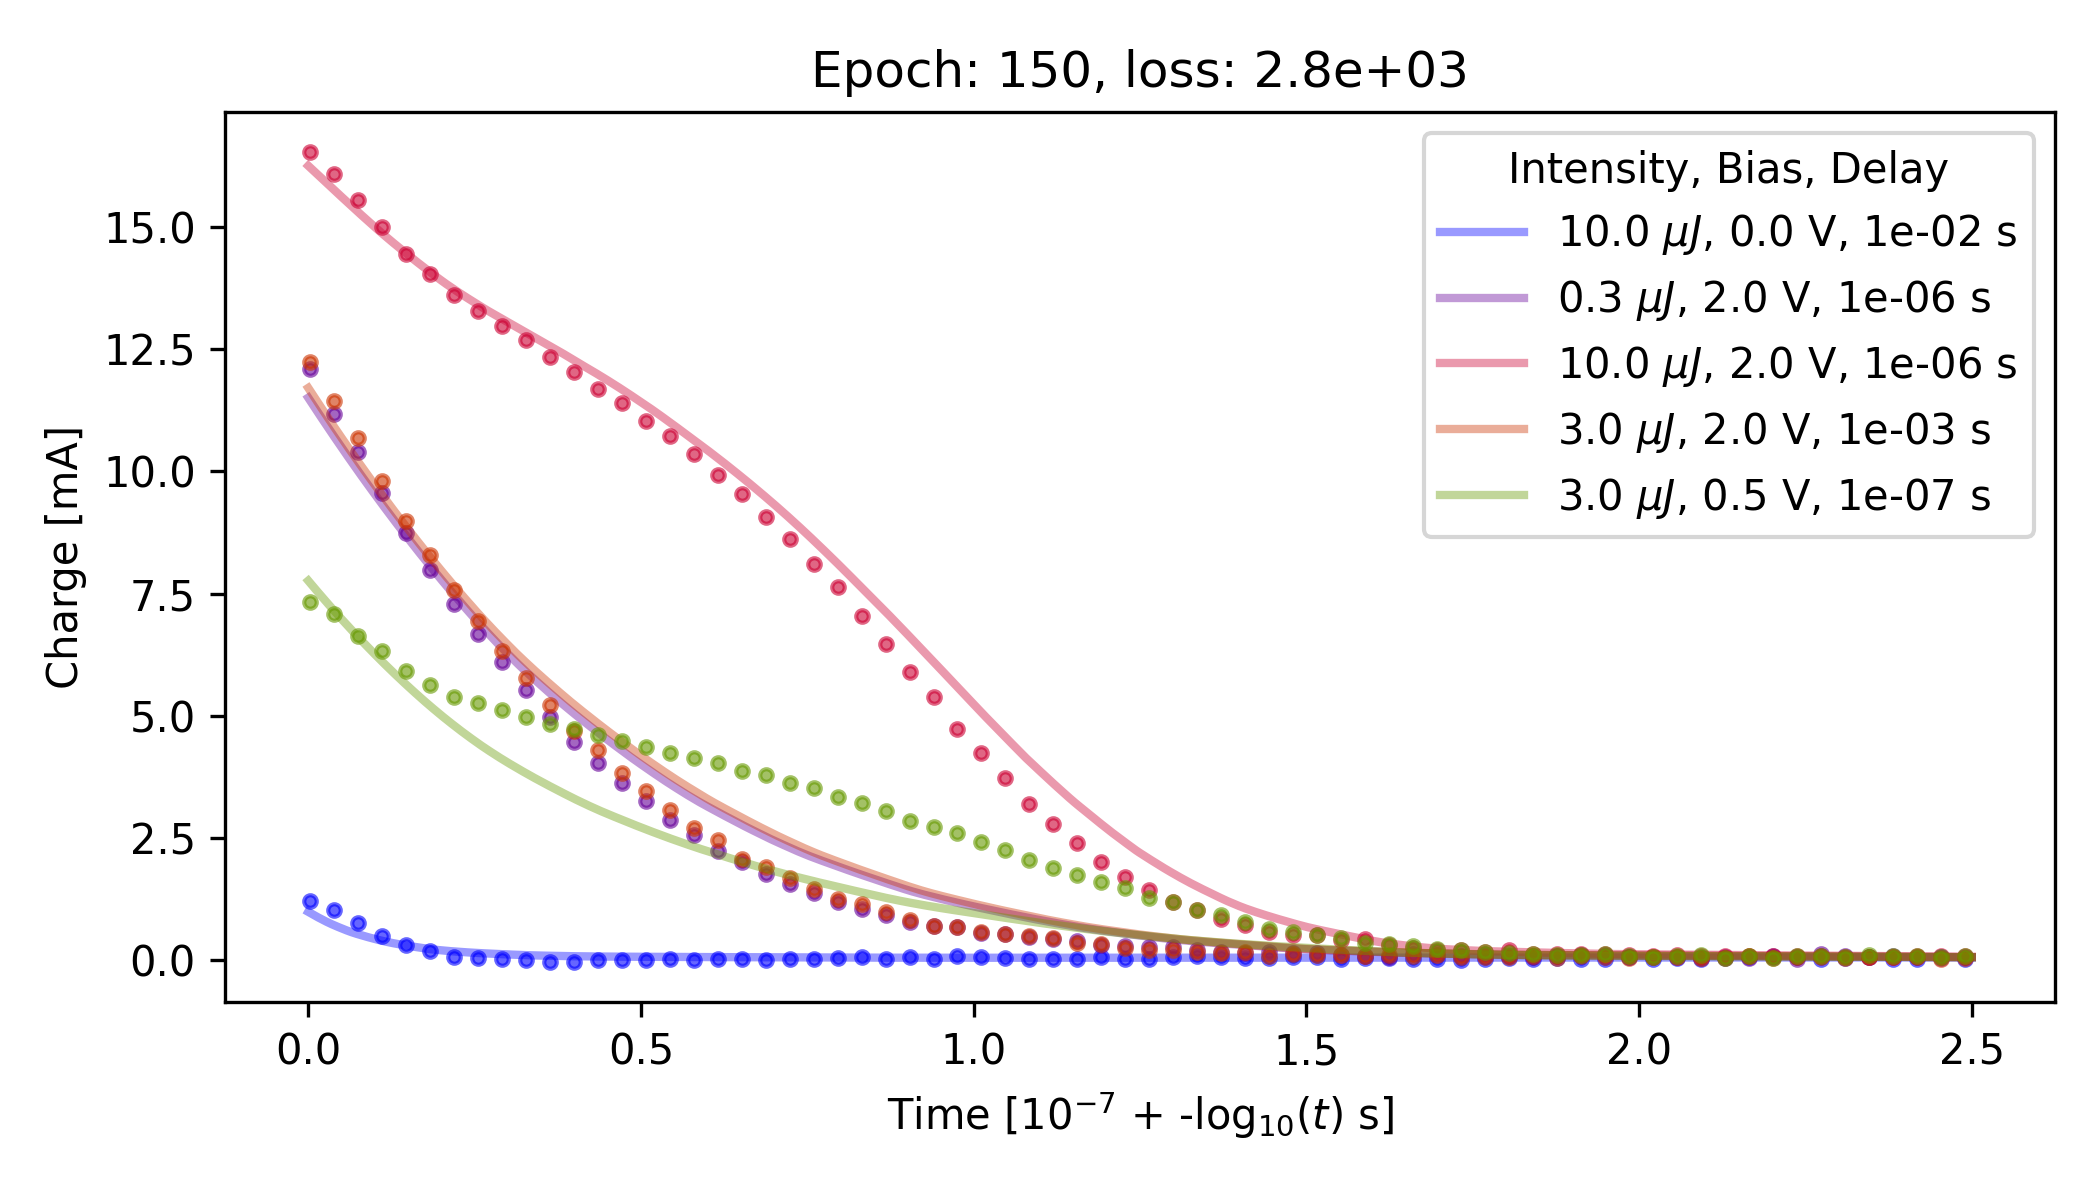 Epoch: 150, loss: 2.8e+03
Charge [mA]
15.0
12.5
10.0
7.5
5.0
2.5
0.0
Intensity, Bias, Delay
10.0 μJ, 0.0 V, 1e-02 s
0.3 μJ, 2.0 V, 1e-06 s
10.0 μJ, 2.0 V, 1e-06 s
3.0 μJ, 2.0 V, 1e-03 s
3.0 μJ, 0.5 V, 1e-07 s
0.0 0.5 1.0 1.5 2.0 2.5
Time [10⁻⁷ + -log₁₀(t) s]